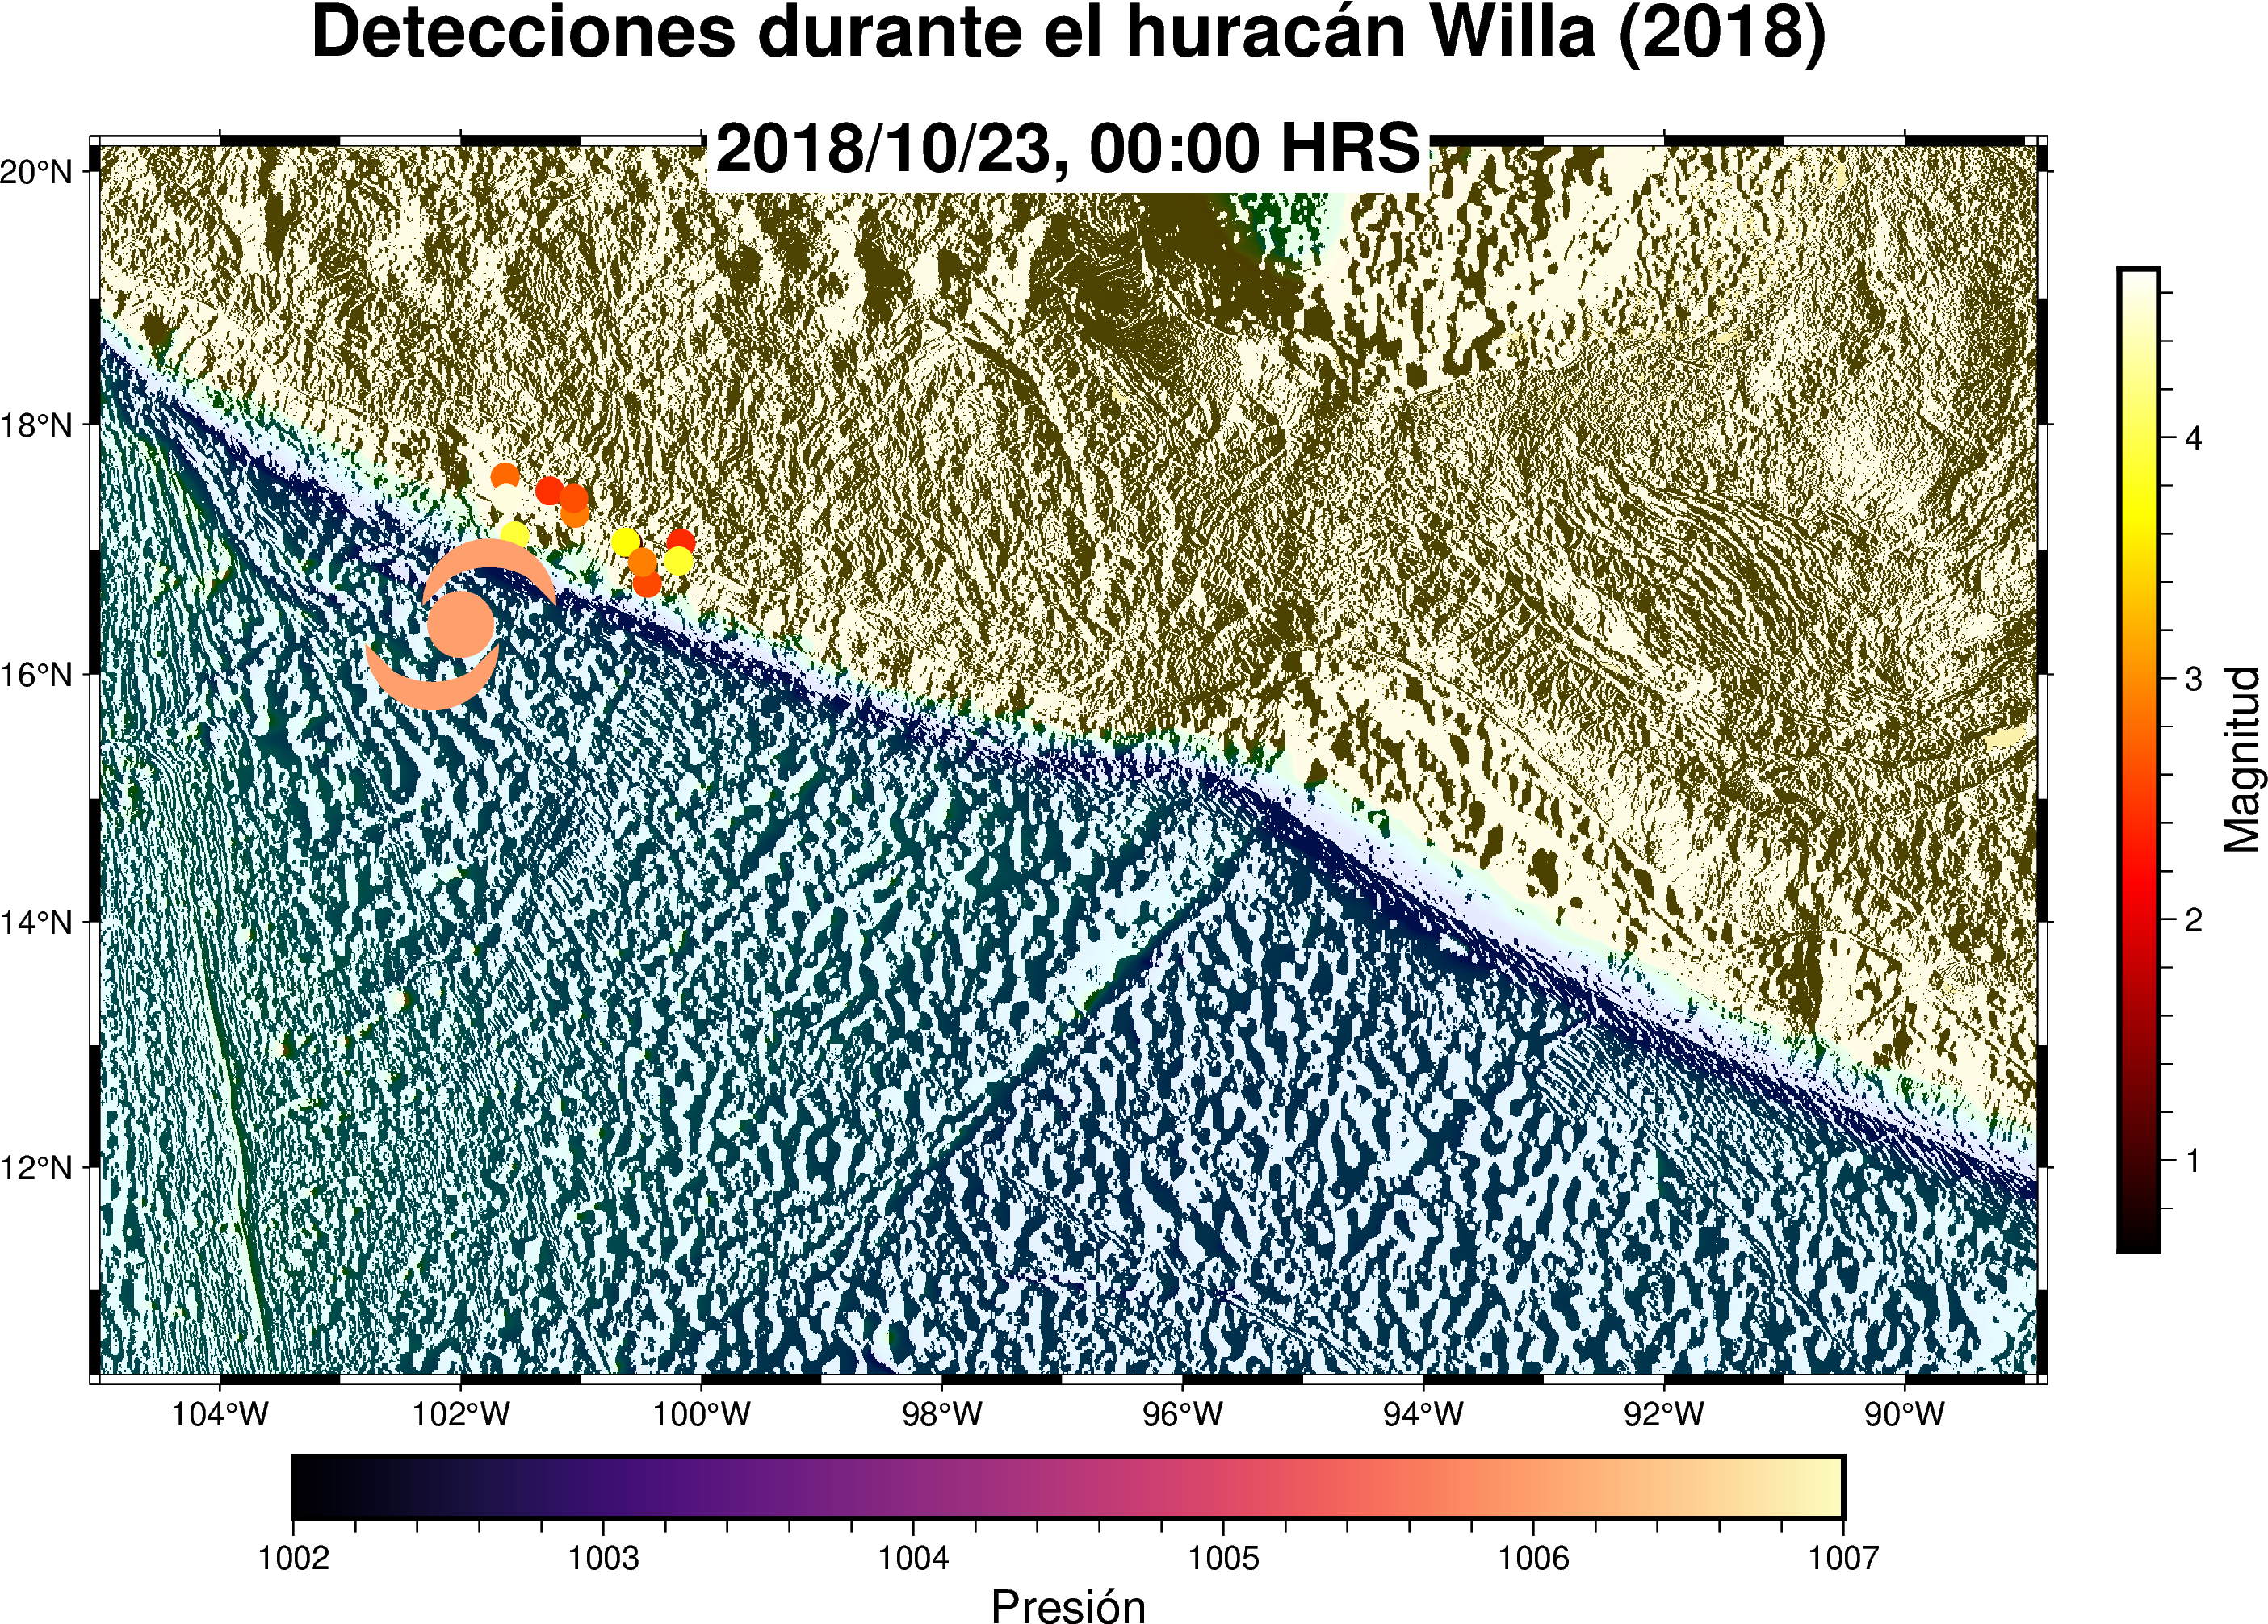 Detecciones durante el huracán Willa (2018)
2018/10/23, 00:00 HRS
20°N
18°N
16°N
14°N
12°N
104°W 102°W 100°W 98°W 96°W 94°W 92°W 90°W
4
3
2
1
Magnitud
1002 1003 1004 1005 1006 1007
Presión